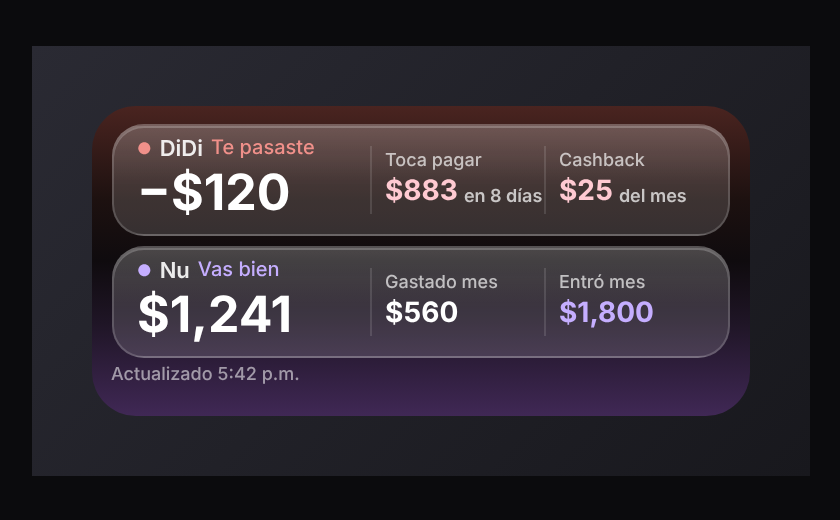 DiDi Te pasaste
−$120
Toca pagar
$883 en 8 días
Cashback
$25 del mes
Nu Vas bien
$1,241
Gastado mes
$560
Entró mes
$1,800
Actualizado 5:42 p.m.